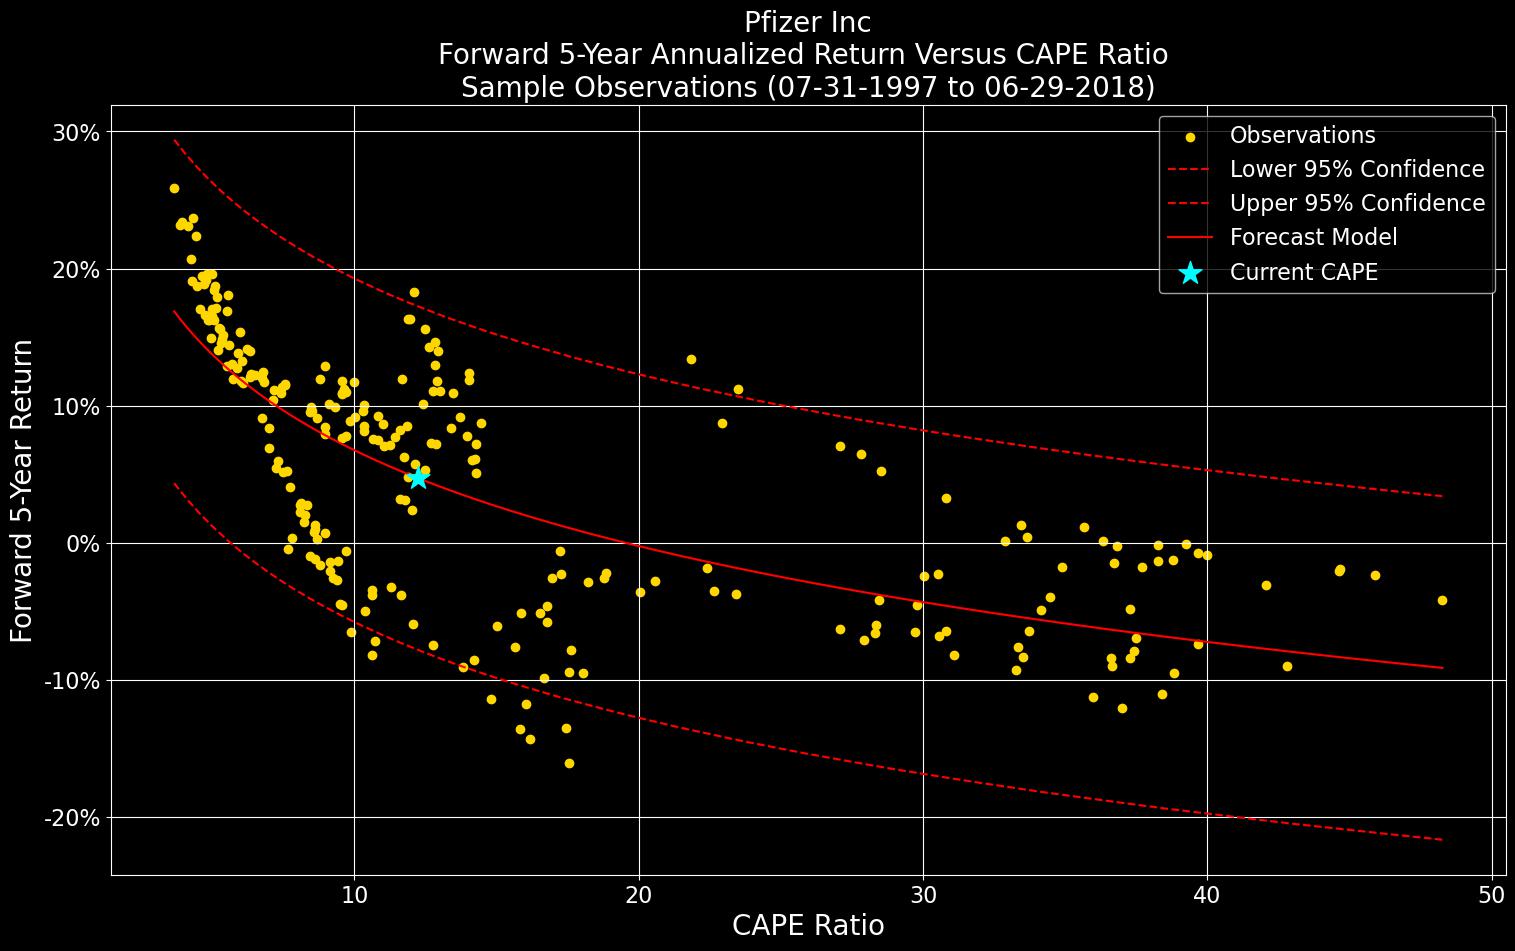 Pfizer Inc
Forward 5-Year Annualized Return Versus CAPE Ratio
Sample Observations (07-31-1997 to 06-29-2018)
Observations
Lower 95% Confidence
Upper 95% Confidence
Forecast Model
Current CAPE
Forward 5-Year Return
30%
20%
10%
0%
-10%
-20%
10 20 30 40 50
CAPE Ratio